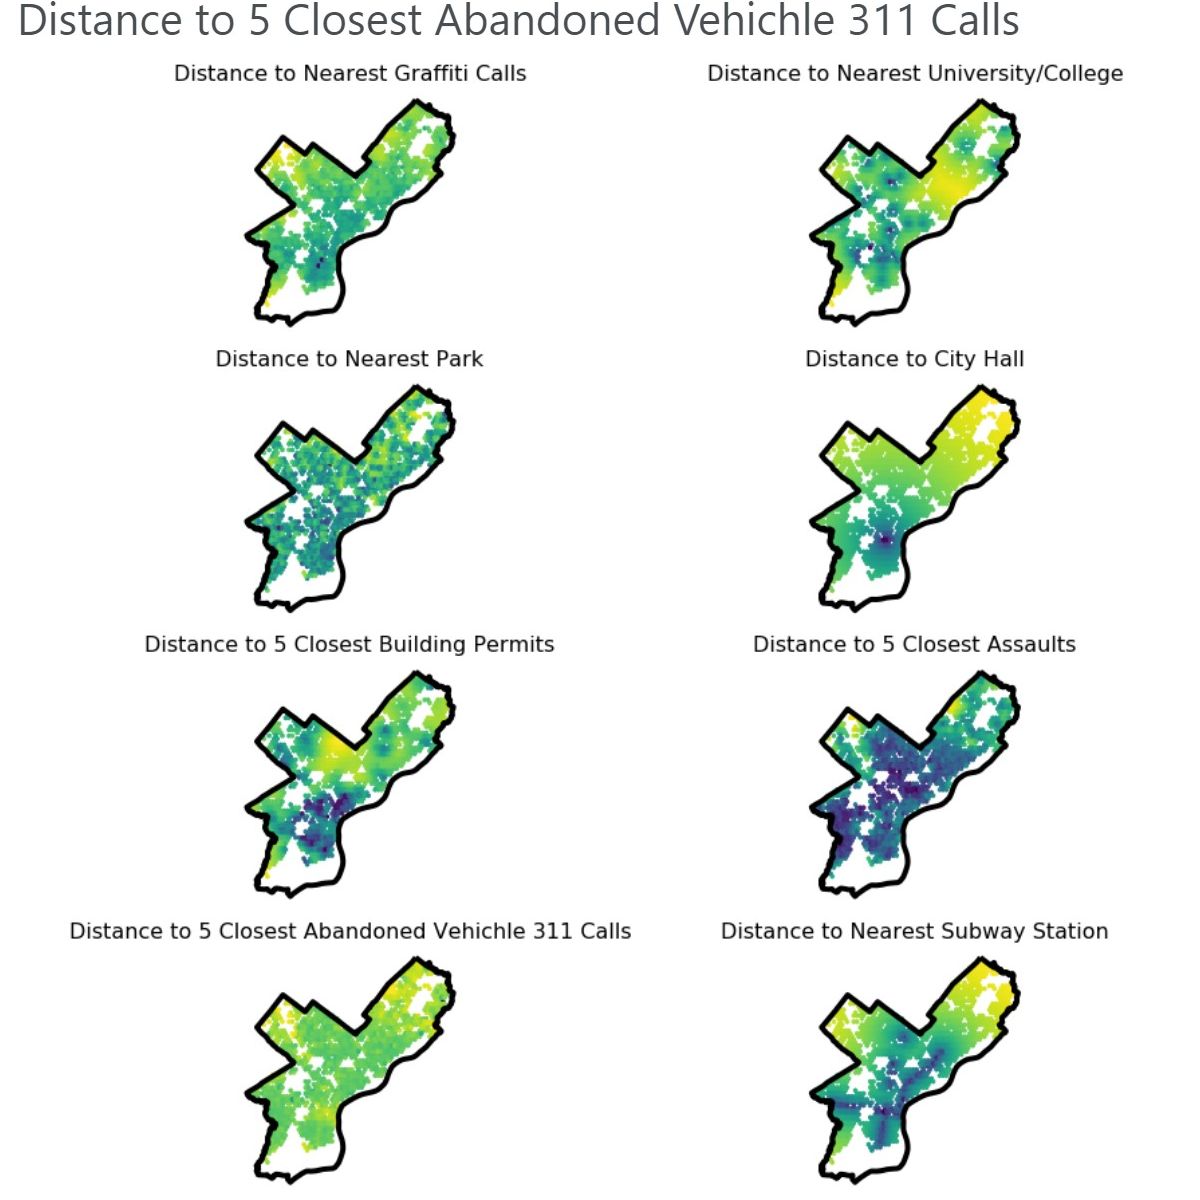 Distance to 5 Closest Abandoned Vehichle 311 Calls
Distance to Nearest Graffiti Calls
Distance to Nearest University/College
Distance to Nearest Park
Distance to City Hall
Distance to 5 Closest Building Permits
Distance to 5 Closest Assaults
Distance to 5 Closest Abandoned Vehichle 311 Calls
Distance to Nearest Subway Station